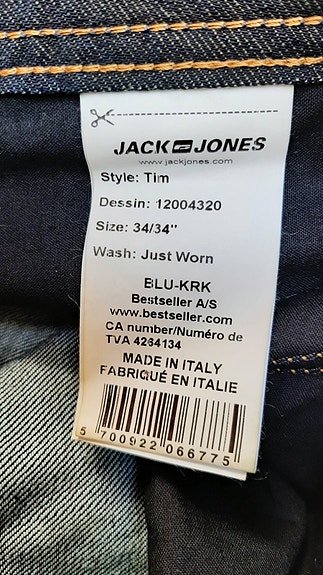 JACK JONES
www.jackjones.com
Style: Tim
Dessin: 12004320
Size: 34/34"
Wash: Just Worn
BLU-KRK
Bestseller A/S
www.bestseller.com
CA number/Numéro de
TVA 4264134
MADE IN ITALY
FABRIQUÉ EN ITALIE
5 700922 066775